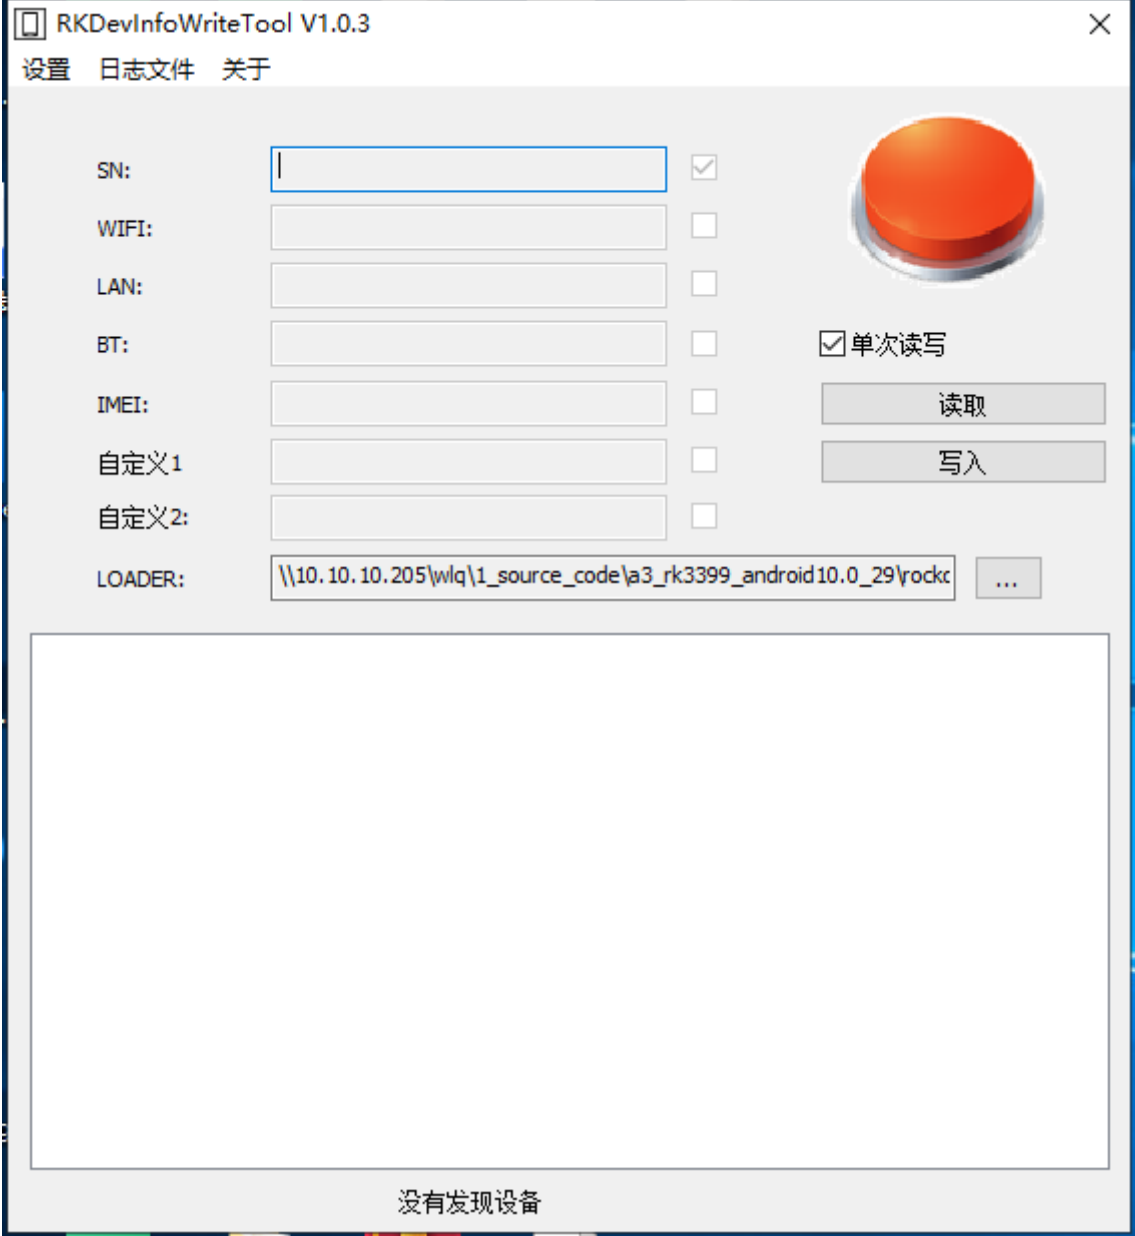 RKDevInfoWriteTool V1.0.3
设置 日志文件 关于
SN:
WIFI:
LAN:
BT:
单次读写
IMEI:
读取
自定义1
写入
自定义2:
LOADER: \\10.10.10.205\wlq\1_source_code\a3_rk3399_android10.0_29\rockc ...
没有发现设备